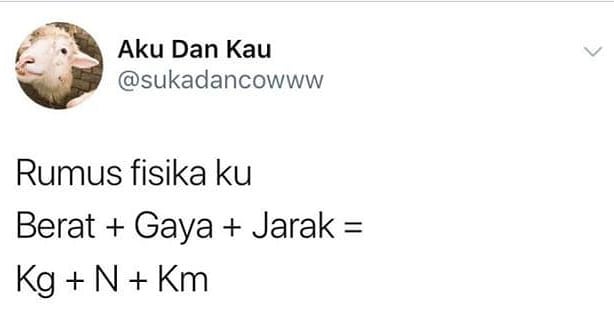 Aku Dan Kau
@sukadancowww
Rumus fisika ku
Berat + Gaya + Jarak =
Kg + N + Km